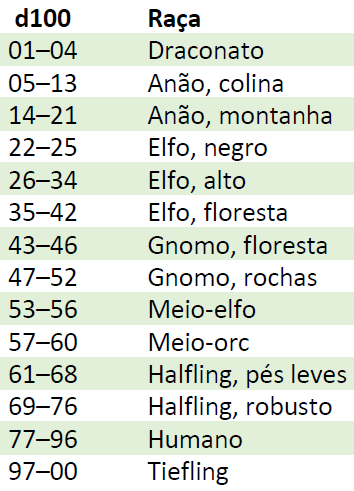 d100 Raça
01–04 Draconato
05–13 Anão, colina
14–21 Anão, montanha
22–25 Elfo, negro
26–34 Elfo, alto
35–42 Elfo, floresta
43–46 Gnomo, floresta
47–52 Gnomo, rochas
53–56 Meio-elfo
57–60 Meio-orc
61–68 Halfling, pés leves
69–76 Halfling, robusto
77–96 Humano
97–00 Tiefling